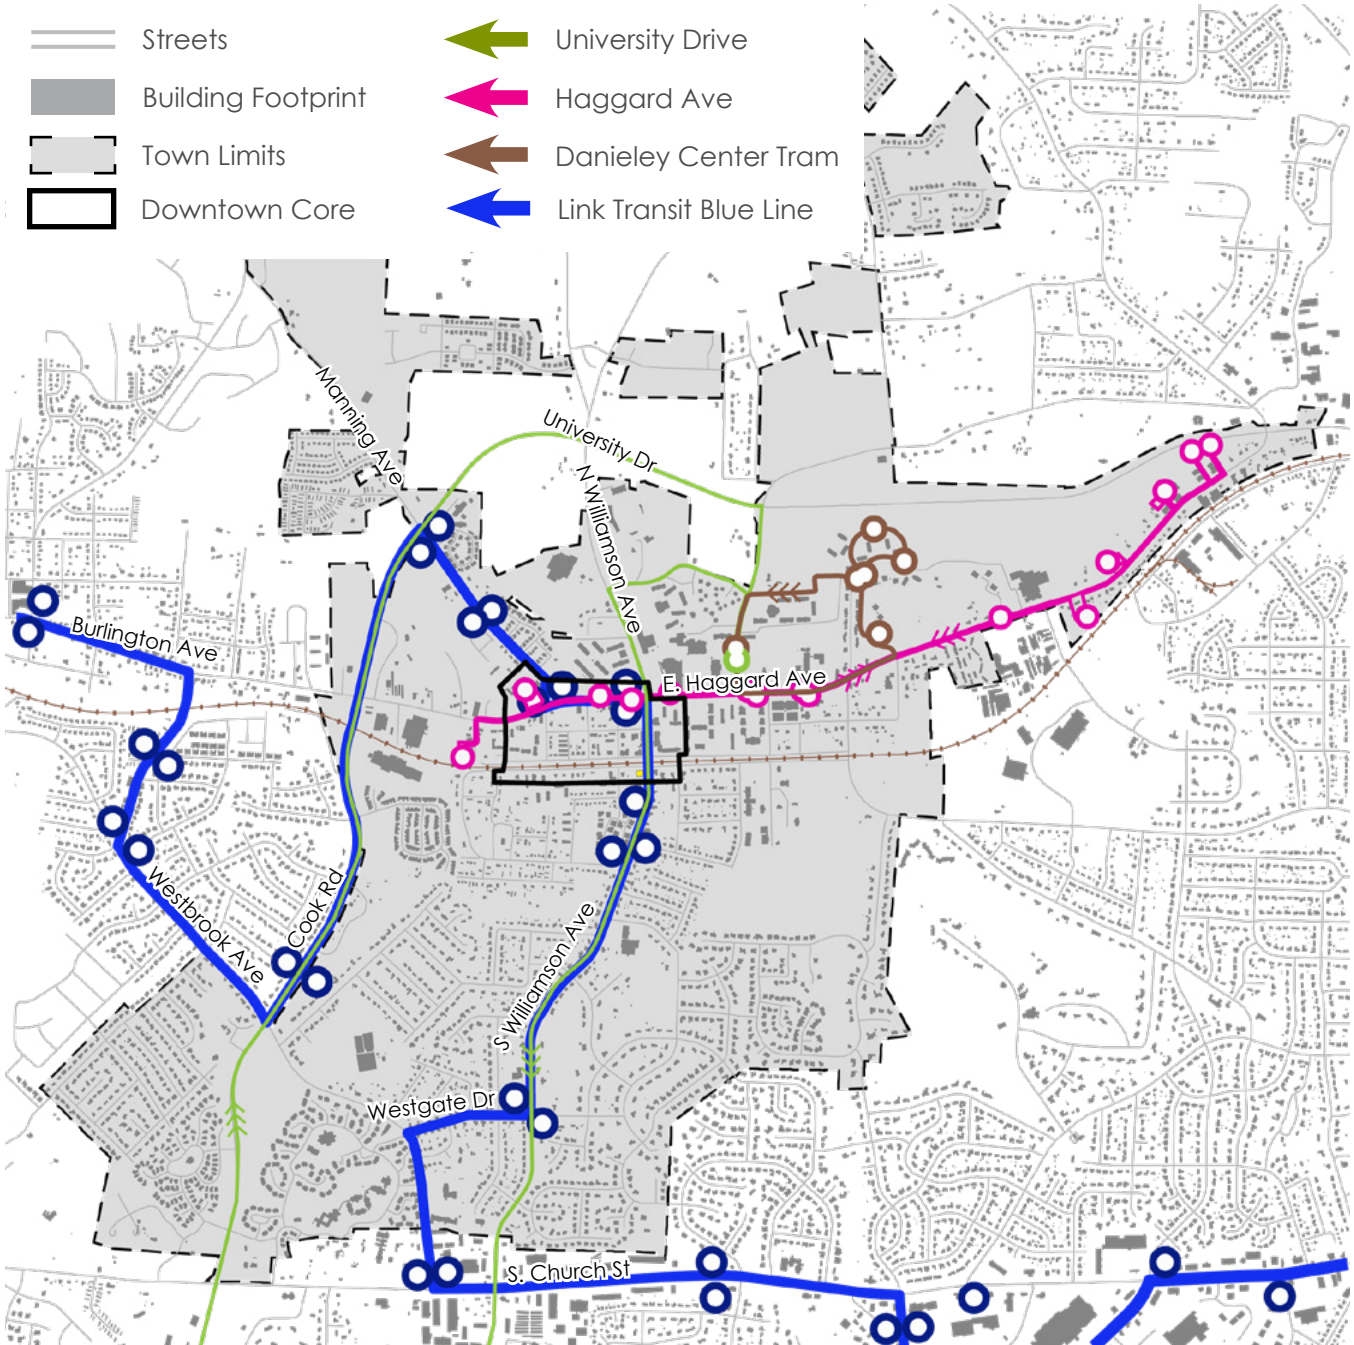 Streets
University Drive
Building Footprint
Haggard Ave
Town Limits
Danieley Center Tram
Downtown Core
Link Transit Blue Line
Manning Ave
University Dr
N Williamson Ave
Burlington Ave
E. Haggard Ave
Cook Rd
Westbrook Ave
S Williamson Ave
Westgate Dr
S. Church St